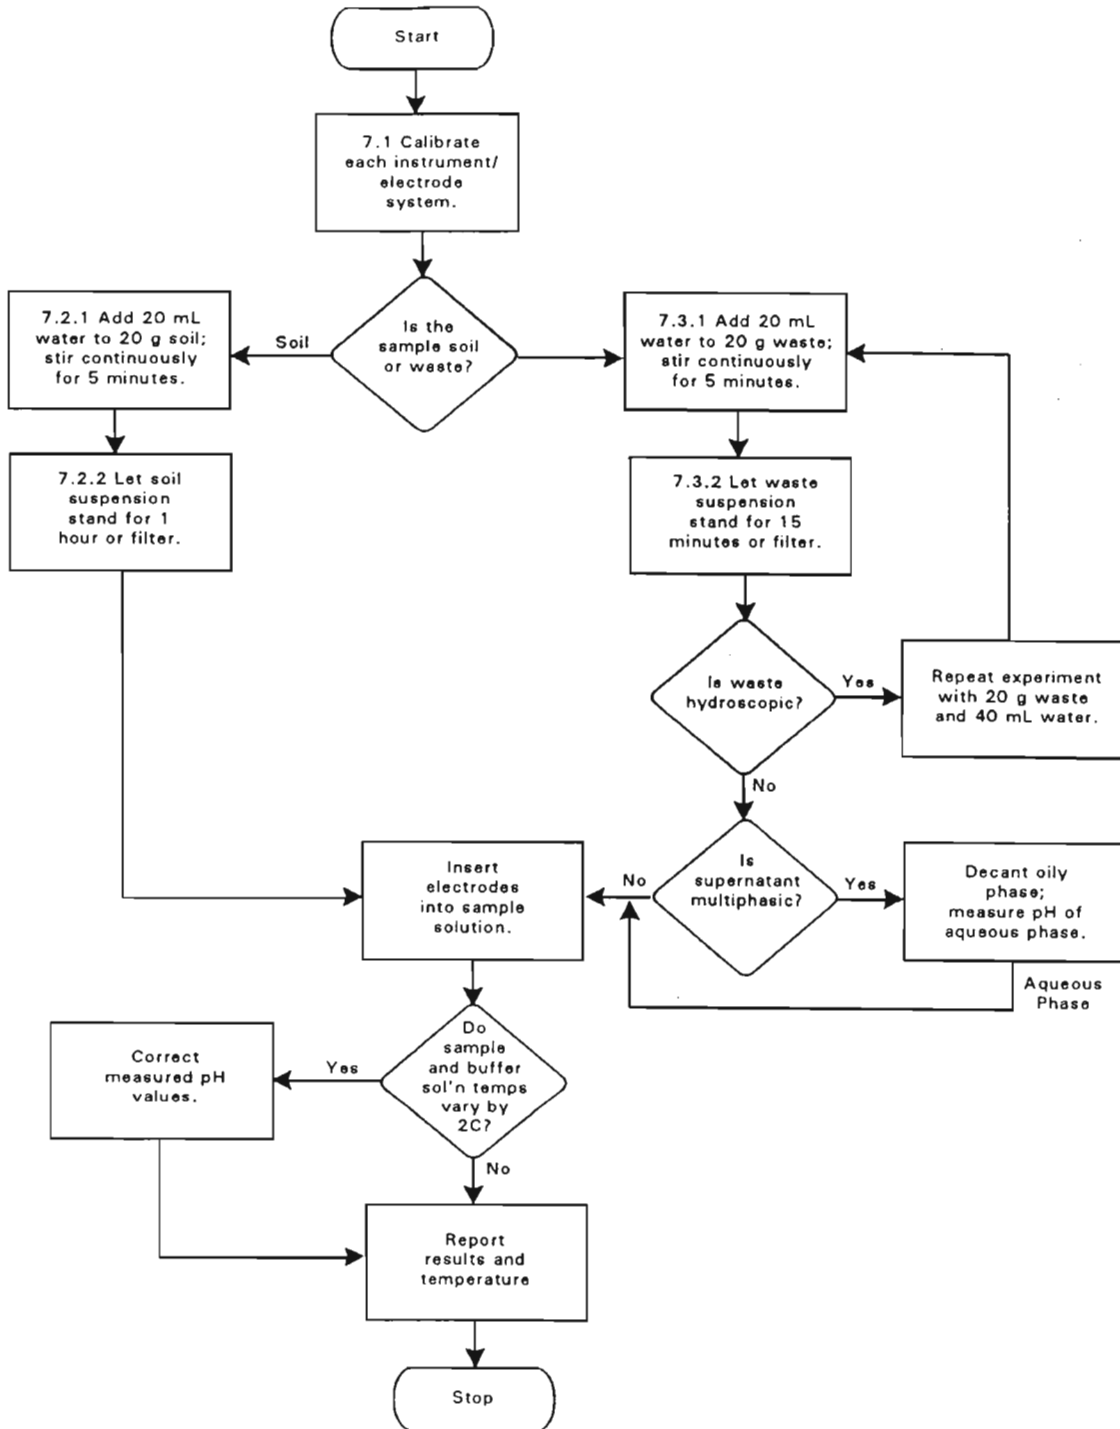 Start
7.1 Calibrate
each instrument/
electrode
system.
Is the
sample soil
or waste?
Soil
7.2.1 Add 20 mL
water to 20 g soil;
stir continuously
for 5 minutes.
7.3.1 Add 20 mL
water to 20 g waste;
stir continuously
for 5 minutes.
7.2.2 Let soil
suspension
stand for 1
hour or filter.
7.3.2 Let waste
suspension
stand for 15
minutes or filter.
Is waste
hydroscopic?
Yes
Repeat experiment
with 20 g waste
and 40 mL water.
No
Is
supernatant
multiphasic?
Yes
Decant oily
phase;
measure pH of
aqueous phase.
Aqueous
Phase
No
Insert
electrodes
into sample
solution.
Do
sample
and buffer
sol'n temps
vary by
2C?
Yes
Correct
measured pH
values.
No
Report
results and
temperature
Stop